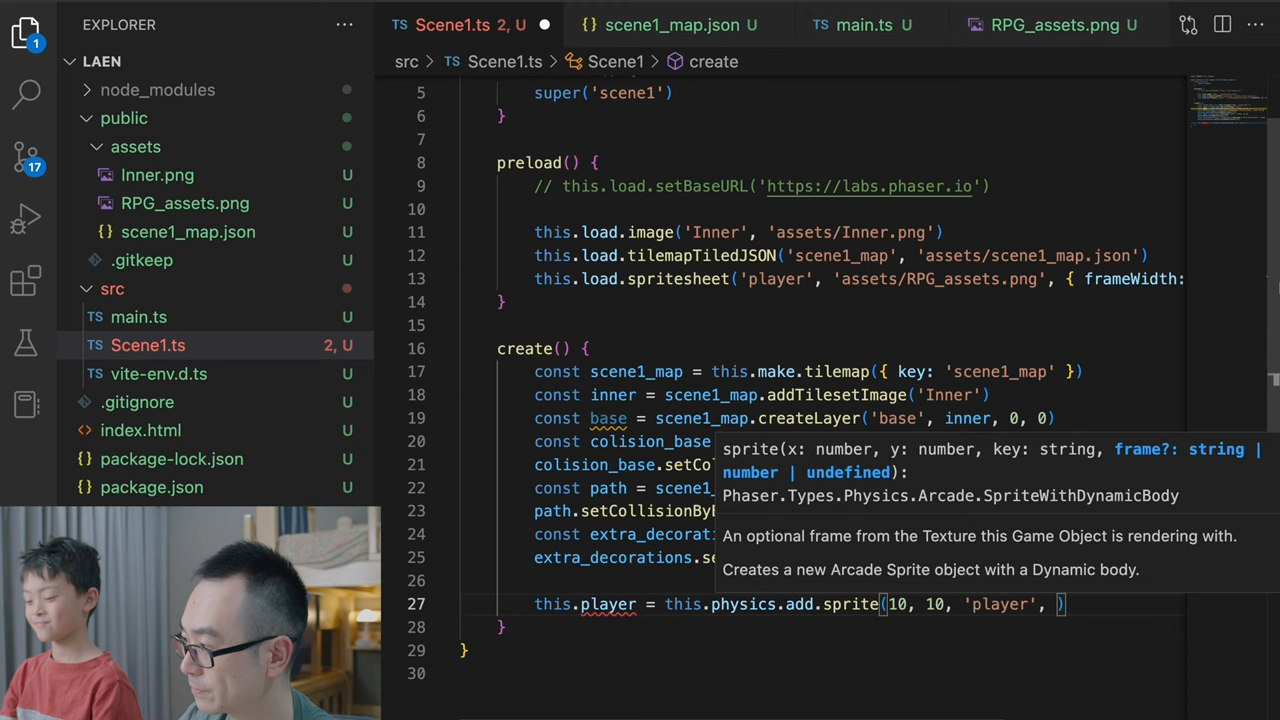 EXPLORER
LAEN
node_modules
public
assets
Inner.png U
RPG_assets.png U
scene1_map.json U
.gitkeep U
src
main.ts U
Scene1.ts 2, U
vite-env.d.ts U
.gitignore U
index.html U
package-lock.json U
package.json U
1
17
TS Scene1.ts 2, U
{} scene1_map.json U
TS main.ts U
RPG_assets.png U
src > TS Scene1.ts > Scene1 > create
5 super('scene1')
6 }
7
8 preload() {
9 // this.load.setBaseURL('https://labs.phaser.io')
10
11 this.load.image('Inner', 'assets/Inner.png')
12 this.load.tilemapTiledJSON('scene1_map', 'assets/scene1_map.json')
13 this.load.spritesheet('player', 'assets/RPG_assets.png', { frameWidth:
14 }
15
16 create() {
17 const scene1_map = this.make.tilemap({ key: 'scene1_map' })
18 const inner = scene1_map.addTilesetImage('Inner')
19 const base = scene1_map.createLayer('base', inner, 0, 0)
20 const colision_base
21 colision_base.setCol
22 const path = scene1_
23 path.setCollisionByE
24 const extra_decorati
25 extra_decorations.se
26
27 this.player = this.physics.add.sprite(10, 10, 'player', )
28 }
29 }
30
sprite(x: number, y: number, key: string, frame?: string |
number | undefined):
Phaser.Types.Physics.Arcade.SpriteWithDynamicBody
An optional frame from the Texture this Game Object is rendering with.
Creates a new Arcade Sprite object with a Dynamic body.